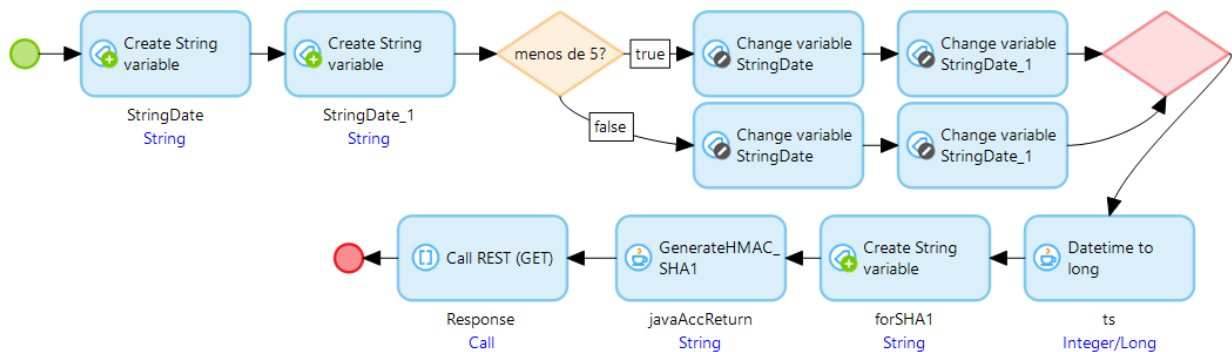 Create String
variable
StringDate
String
Create String
variable
StringDate_1
String
menos de 5?
true
false
Change variable
StringDate
Change variable
StringDate_1
Change variable
StringDate
Change variable
StringDate_1
Call REST (GET)
Response
Call
GenerateHMAC_
SHA1
javaAccReturn
String
Create String
variable
forSHA1
String
Datetime to
long
ts
Integer/Long